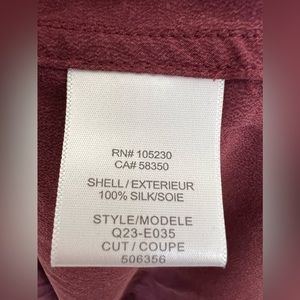 RN# 105230
CA# 58350
SHELL / EXTERIEUR
100% SILK/SOIE
STYLE/MODELE
Q23-E035
CUT / COUPE
506356